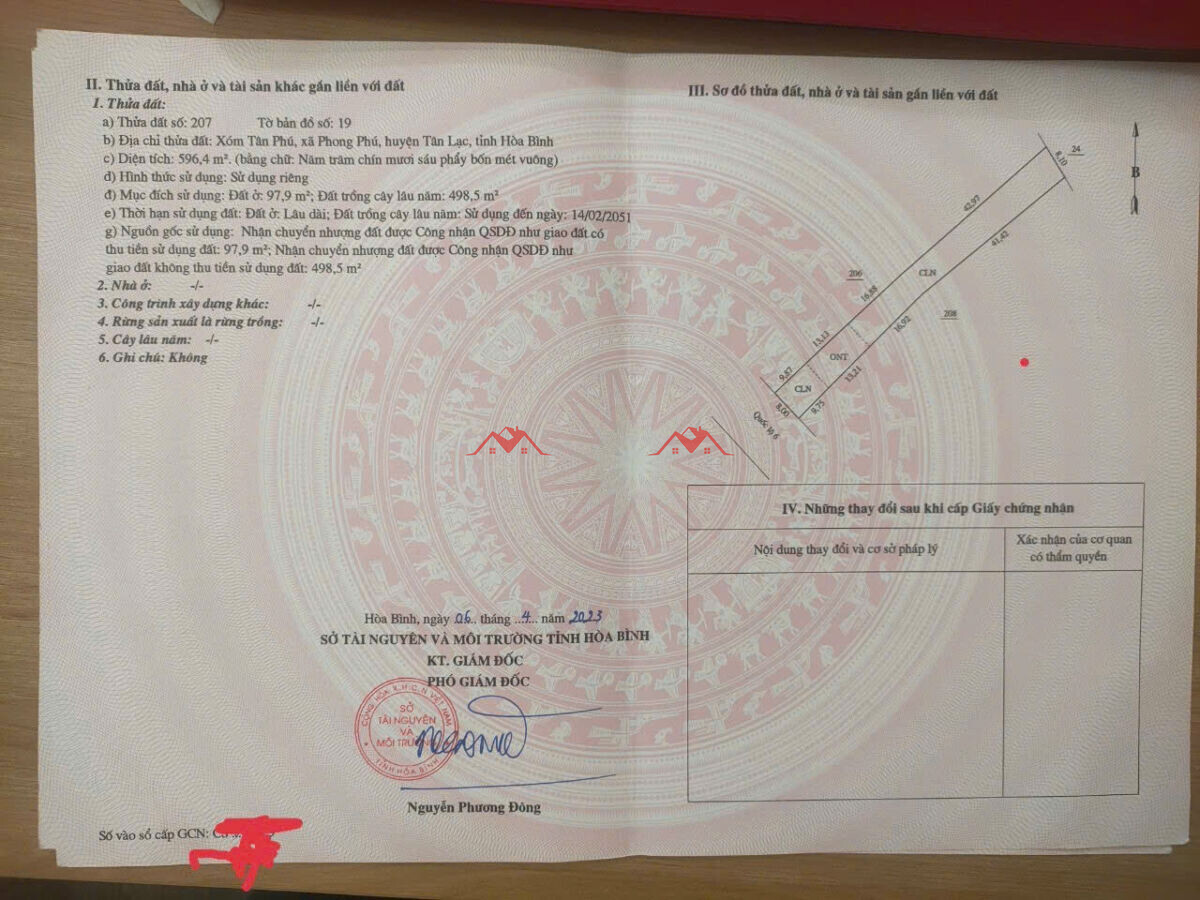 II. Thửa đất, nhà ở và tài sản khác gắn liền với đất
1. Thửa đất:
a) Thửa đất số: 207 Tờ bản đồ số: 19
b) Địa chỉ thửa đất: Xóm Tân Phú, xã Phong Phú, huyện Tân Lạc, tỉnh Hòa Bình
c) Diện tích: 596,4 m². (bằng chữ: Năm trăm chín mươi sáu phẩy bốn mét vuông)
d) Hình thức sử dụng: Sử dụng riêng
đ) Mục đích sử dụng: Đất ở: 97,9 m²; Đất trồng cây lâu năm: 498,5 m²
e) Thời hạn sử dụng đất: Đất ở: Lâu dài; Đất trồng cây lâu năm: Sử dụng đến ngày: 14/02/2051
g) Nguồn gốc sử dụng: Nhận chuyển nhượng đất được Công nhận QSDĐ như giao đất có
thu tiền sử dụng đất: 97,9 m²; Nhận chuyển nhượng đất được Công nhận QSDĐ như
giao đất không thu tiền sử dụng đất: 498,5 m²
2. Nhà ở: -/-
3. Công trình xây dựng khác: -/-
4. Rừng sản xuất là rừng trồng: -/-
5. Cây lâu năm: -/-
6. Ghi chú: Không
Hòa Bình, ngày 06 tháng 4 năm 2023
SỞ TÀI NGUYÊN VÀ MÔI TRƯỜNG TỈNH HÒA BÌNH
KT. GIÁM ĐỐC
PHÓ GIÁM ĐỐC
CỘNG HÒA X.H.C.N VIỆT NAM
SỞ
TÀI NGUYÊN
VÀ
MÔI TRƯỜNG
TỈNH HÒA BÌNH
Nguyễn Phương Đông
Số vào sổ cấp GCN:
III. Sơ đồ thửa đất, nhà ở và tài sản gắn liền với đất
24
8,10
B
42,97
41,42
206
CLN
16,88
208
16,92
13,13
ONT
13,21
9,87
CLN
9,75
8,00
Quốc lộ 6
IV. Những thay đổi sau khi cấp Giấy chứng nhận
Nội dung thay đổi và cơ sở pháp lý
Xác nhận của cơ quan
có thẩm quyền